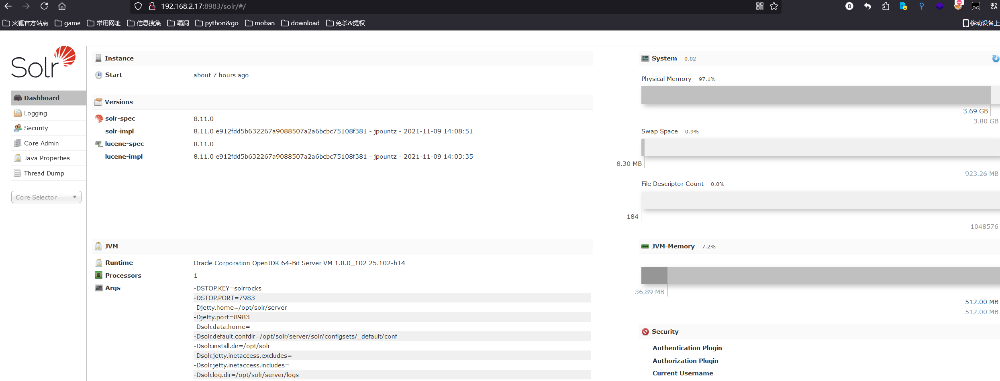 192.168.2.17:8983/solr/#/
8
火狐官方站点 game 常用网址 信息搜集 漏洞 python&go moban download 免杀&提权 移动设备上
Solr
Dashboard
Logging
Security
Core Admin
Java Properties
Thread Dump
Core Selector
Instance
Start about 7 hours ago
Versions
solr-spec 8.11.0
solr-impl 8.11.0 e912fdd5b632267a9088507a2a6bcbc75108f381 - jpountz - 2021-11-09 14:08:51
lucene-spec 8.11.0
lucene-impl 8.11.0 e912fdd5b632267a9088507a2a6bcbc75108f381 - jpountz - 2021-11-09 14:03:35
JVM
Runtime Oracle Corporation OpenJDK 64-Bit Server VM 1.8.0_102 25.102-b14
Processors 1
Args -DSTOP.KEY=solrrocks
-DSTOP.PORT=7983
-Djetty.home=/opt/solr/server
-Djetty.port=8983
-Dsolr.data.home=
-Dsolr.default.confdir=/opt/solr/server/solr/configsets/_default/conf
-Dsolr.install.dir=/opt/solr
-Dsolr.jetty.inetaccess.excludes=
-Dsolr.jetty.inetaccess.includes=
-Dsolr.log.dir=/opt/solr/server/logs
System 0.02
Physical Memory 97.1%
3.69 GB
3.80 GB
Swap Space 0.9%
8.30 MB
923.26 MB
File Descriptor Count 0.0%
184
1048576
JVM-Memory 7.2%
36.89 MB
512.00 MB
512.00 MB
Security
Authentication Plugin
Authorization Plugin
Current Username